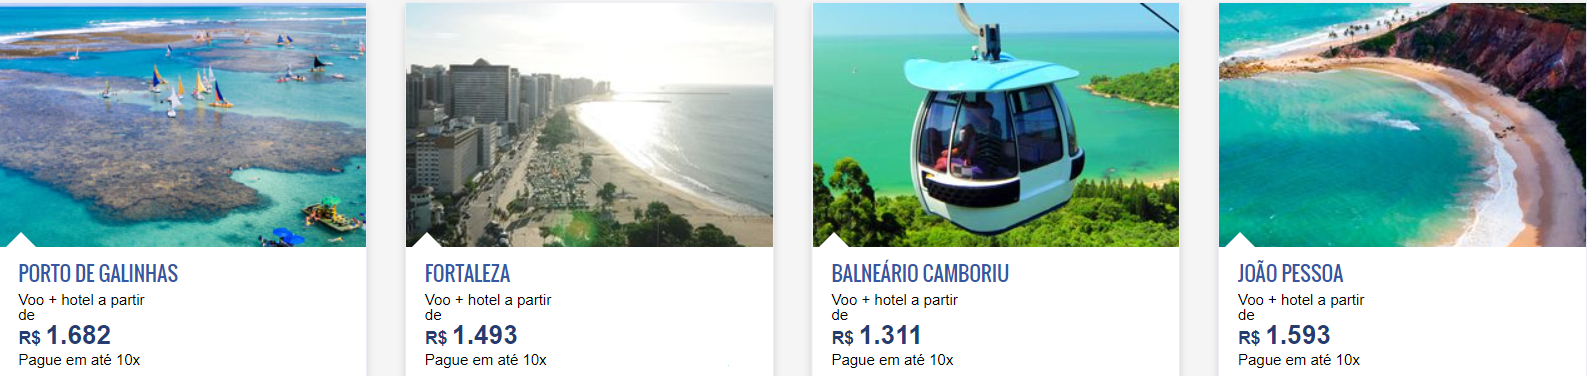 PORTO DE GALINHAS
Voo + hotel a partir
de
R$ 1.682
Pague em até 10x
FORTALEZA
Voo + hotel a partir
de
R$ 1.493
Pague em até 10x
BALNEÁRIO CAMBORIU
Voo + hotel a partir
de
R$ 1.311
Pague em até 10x
JOÃO PESSOA
Voo + hotel a partir
de
R$ 1.593
Pague em até 10x